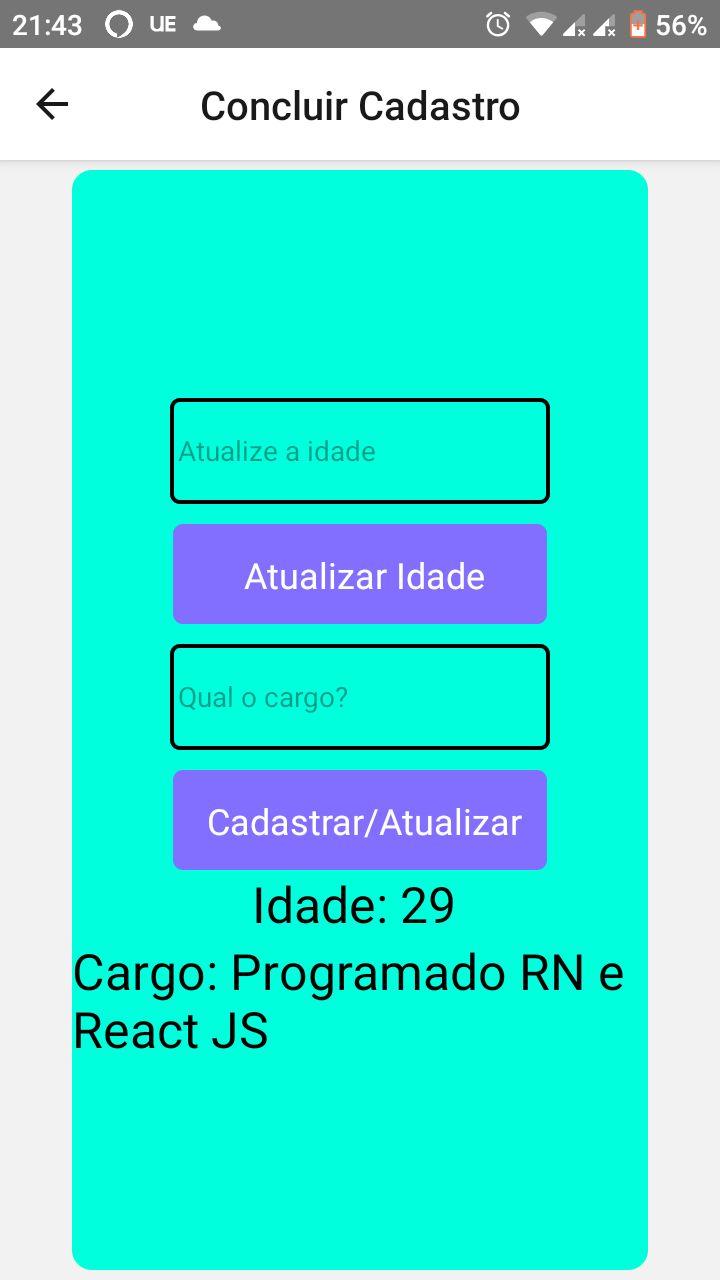 21:43 UE 56%
Concluir Cadastro
Atualize a idade
Atualizar Idade
Qual o cargo?
Cadastrar/Atualizar
Idade: 29
Cargo: Programado RN e
React JS